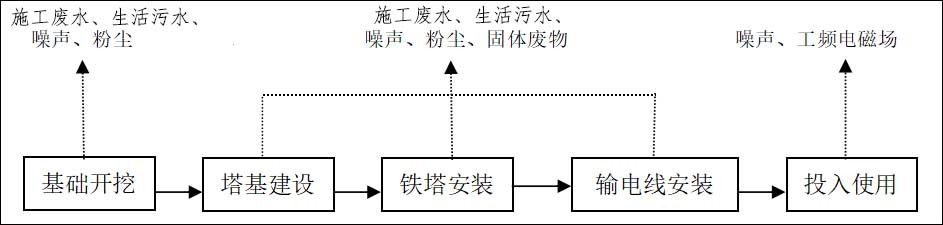 施工废水、生活污水、
噪声、粉尘
施工废水、生活污水、
噪声、粉尘、固体废物
噪声、工频电磁场
基础开挖
塔基建设
铁塔安装
输电线安装
投入使用